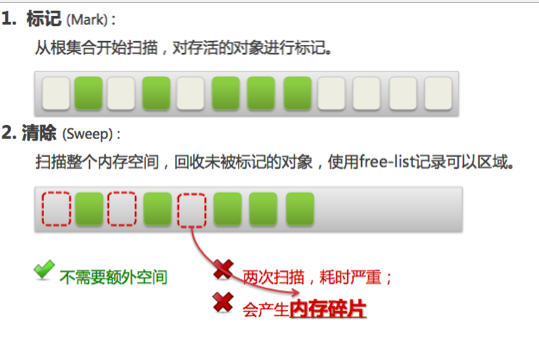 1. 标记 (Mark) :
从根集合开始扫描，对存活的对象进行标记。
2. 清除 (Sweep) :
扫描整个内存空间，回收未被标记的对象，使用free-list记录可以区域。
不需要额外空间
两次扫描，耗时严重；
会产生内存碎片